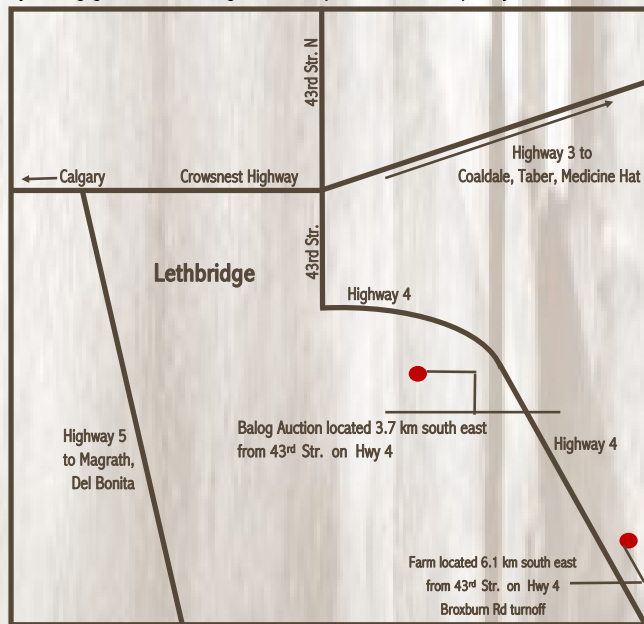 43rd Str. N
Highway 3 to
Coaldale, Taber, Medicine Hat
Calgary
Crowsnest Highway
43rd Str.
Lethbridge
Highway 4
Balog Auction located 3.7 km south east
from 43rd Str. on Hwy 4
Highway 5
to Magrath,
Del Bonita
Highway 4
Farm located 6.1 km south east
from 43rd Str. on Hwy 4
Broxburn Rd turnoff